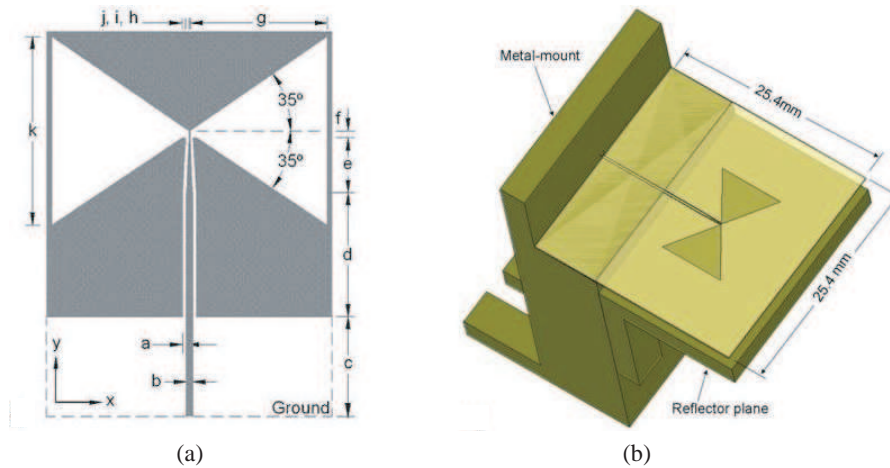 j, i, h
g
k
35º
35º
f
e
d
a
b
c
y
x
Ground
(a)
Metal-mount
25.4mm
25.4 mm
Reflector plane
(b)